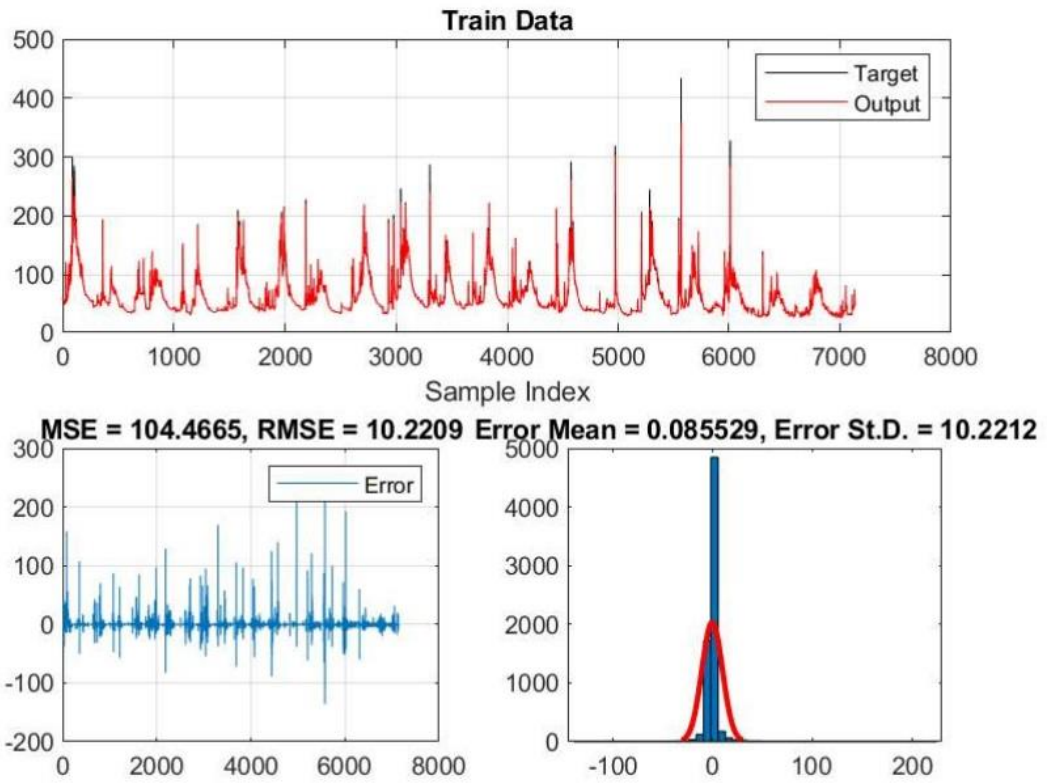 Train Data
500
400
300
200
100
0
Target
Output
0 1000 2000 3000 4000 5000 6000 7000 8000
Sample Index
MSE = 104.4665, RMSE = 10.2209 Error Mean = 0.085529, Error St.D. = 10.2212
300
200
100
0
-100
-200
Error
0 2000 4000 6000 8000
5000
4000
3000
2000
1000
0
-100 0 100 200